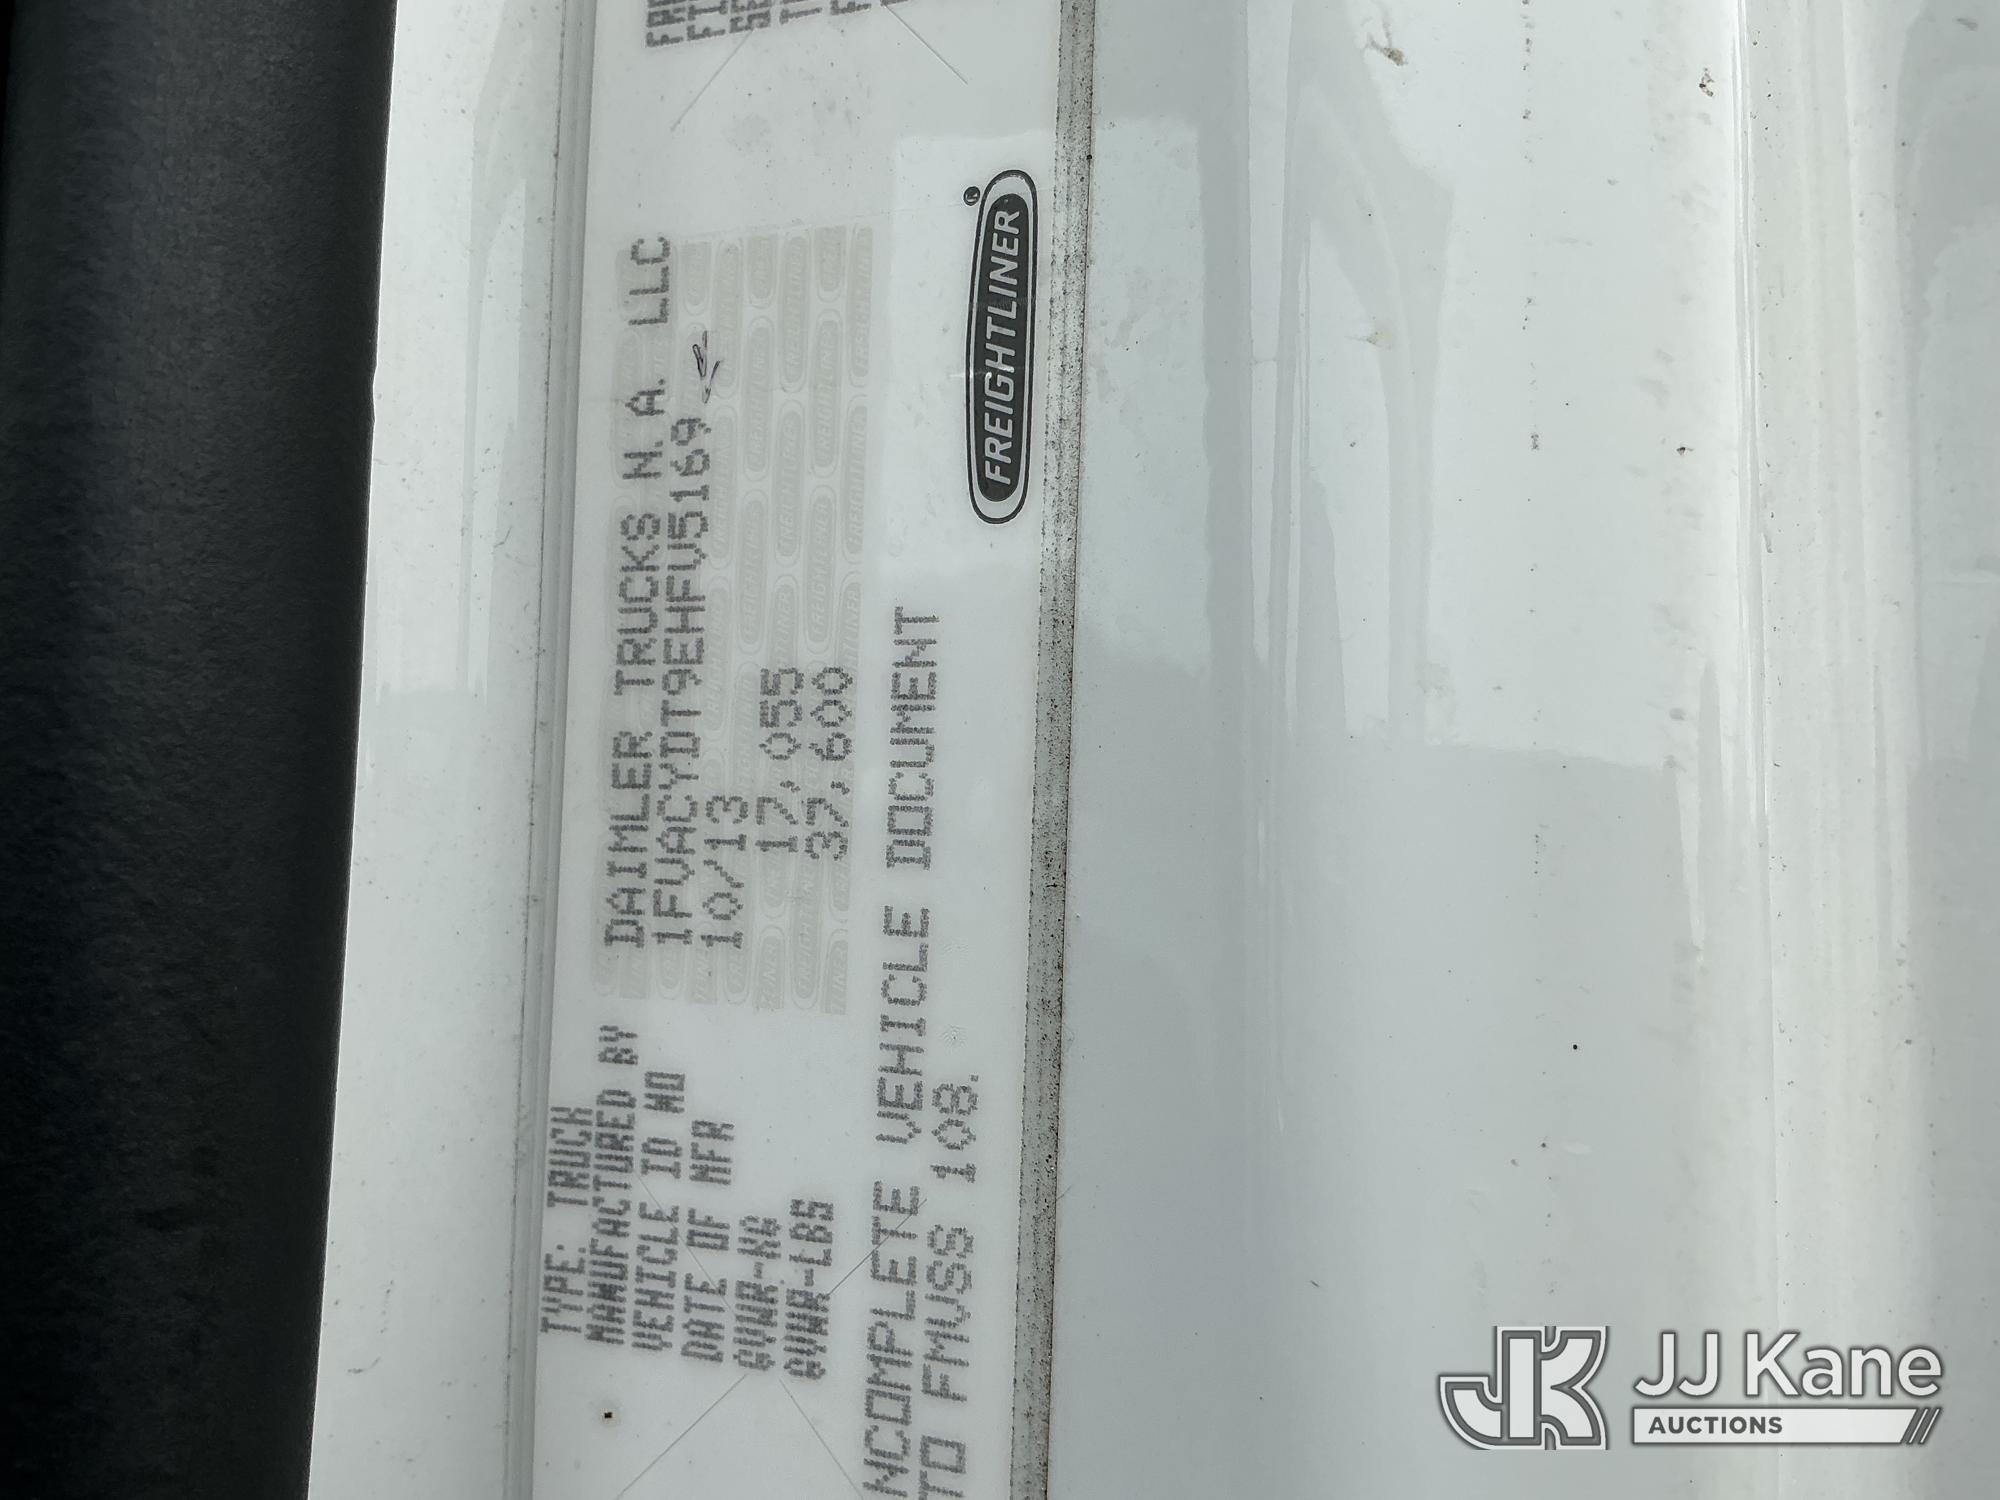 TYPE: TRUCK
MANUFACTURED BY DAIMLER TRUCKS N.A. LLC
VEHICLE ID NO 1FVACYDT9EHFU5169
DATE OF MFR 10/13
GVWR-KG 17,055
GVWR-LBS 37,600
INCOMPLETE VEHICLE DOCUMENT
TO FMVSS 108.
FREIGHTLINER®
JK JJ Kane
AUCTIONS